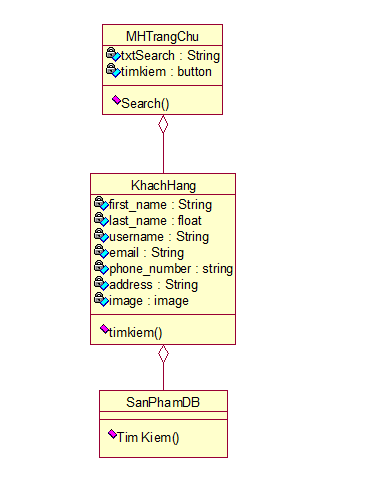 MHTrangChu
txtSearch : String
timkiem : button
Search()
KhachHang
first_name : String
last_name : float
username : String
email : String
phone_number : string
address : String
image : image
timkiem()
SanPhamDB
Tim Kiem()